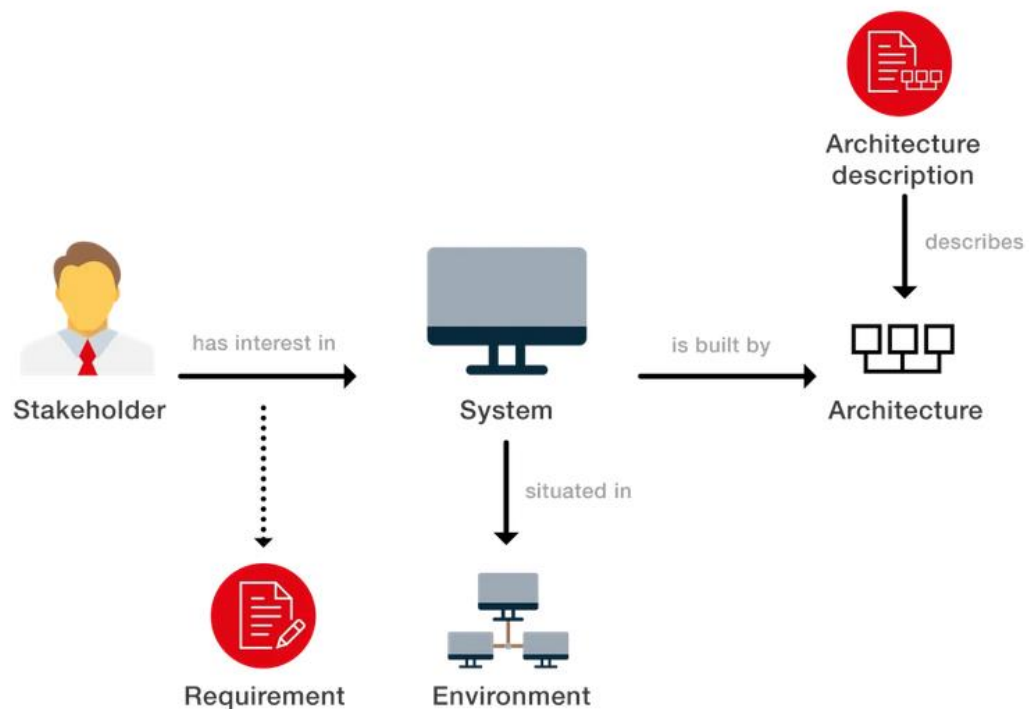 Architecture
description
describes
has interest in
is built by
Stakeholder
System
Architecture
situated in
Requirement
Environment